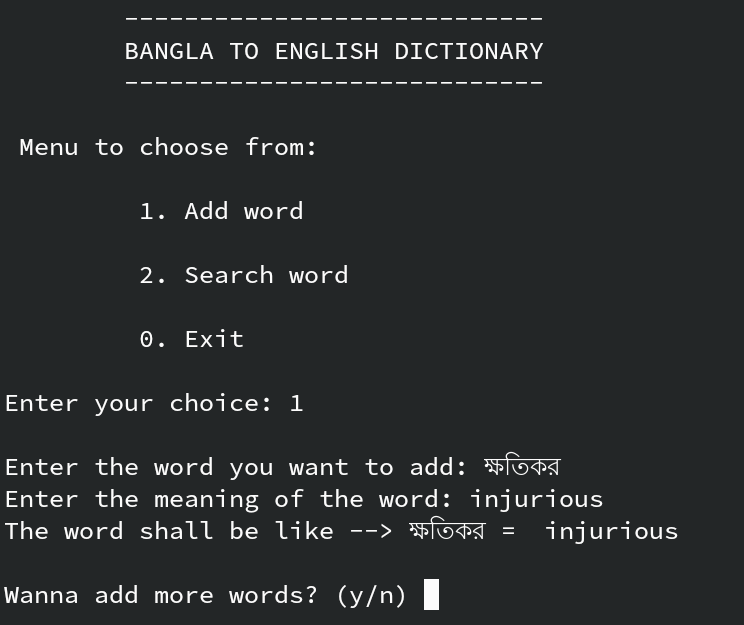 ----------------------------
BANGLA TO ENGLISH DICTIONARY
----------------------------
Menu to choose from:
1. Add word
2. Search word
0. Exit
Enter your choice: 1
Enter the word you want to add: ক্ষতিকর
Enter the meaning of the word: injurious
The word shall be like --> ক্ষতিকর =  injurious
Wanna add more words? (y/n)